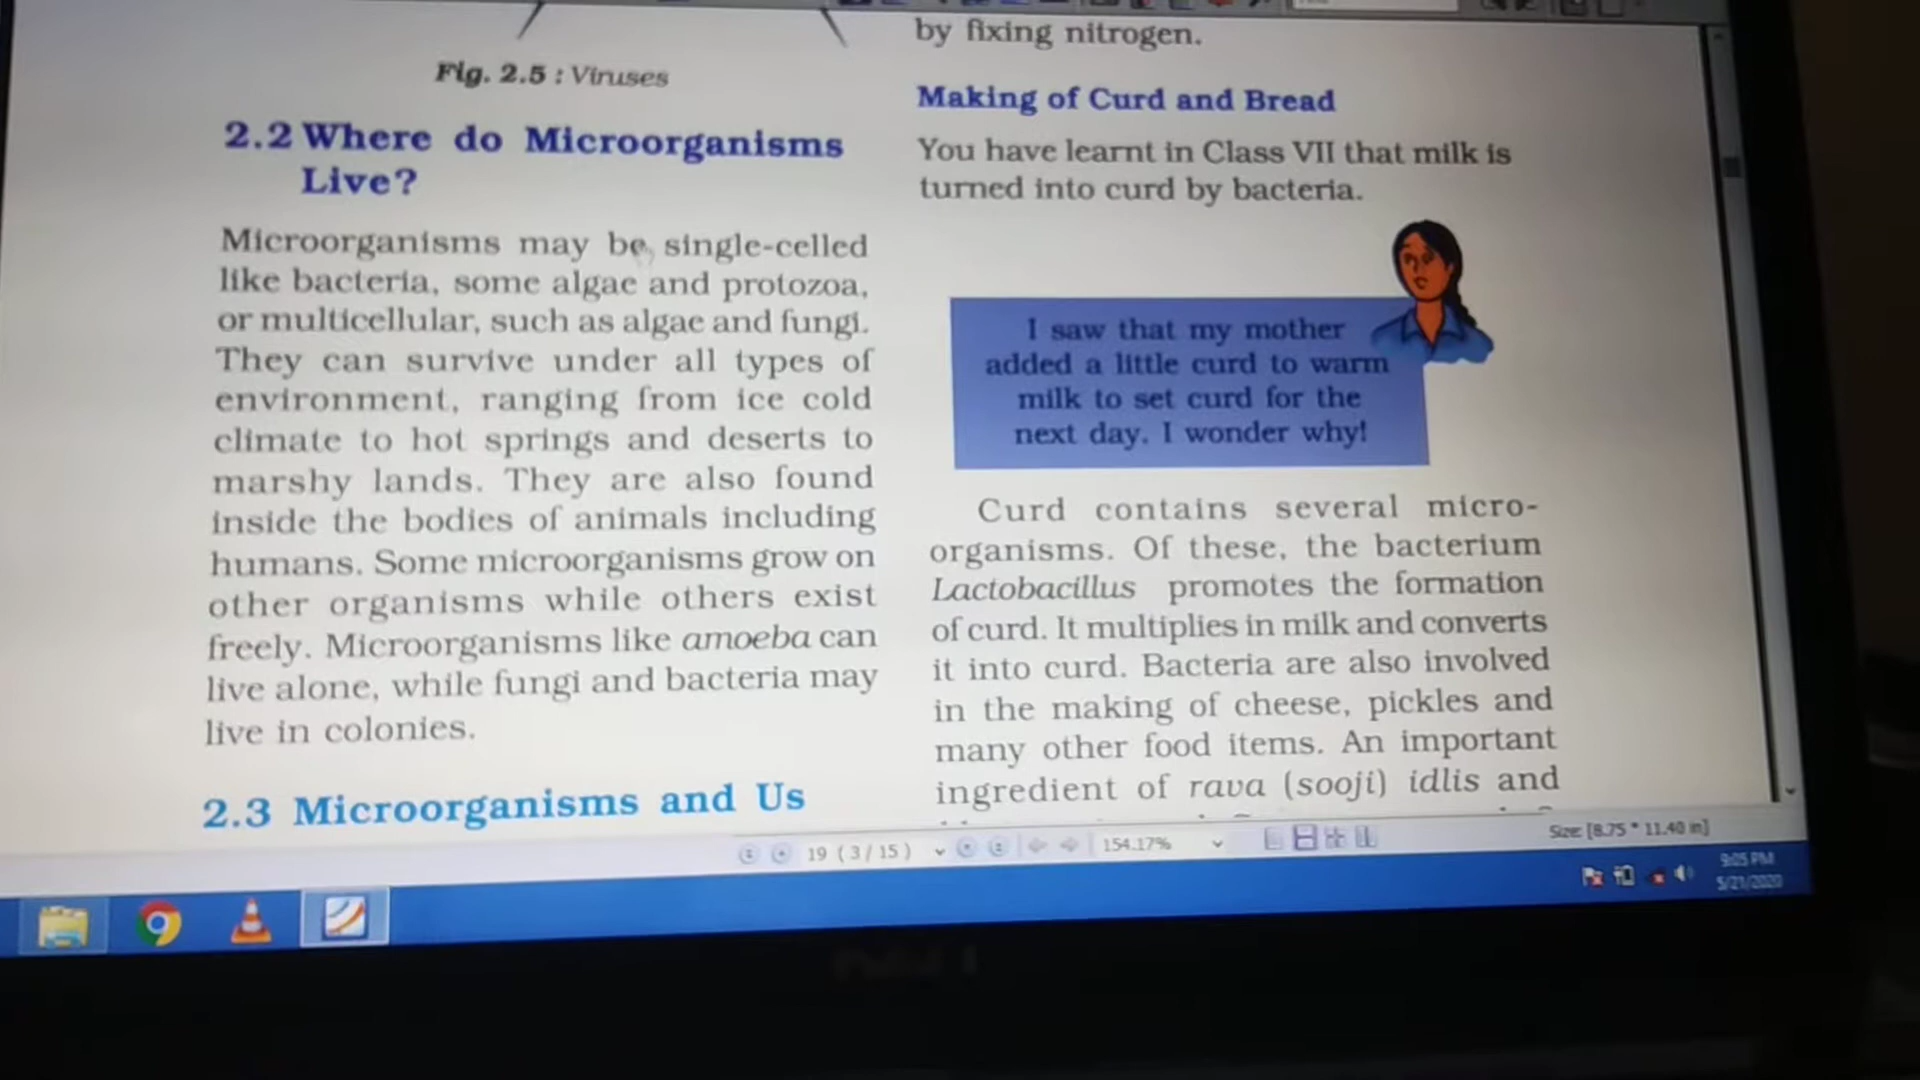 Fig. 2.5 : Viruses
2.2 Where do Microorganisms
Live?
Microorganisms may be single-celled
like bacteria, some algae and protozoa,
or multicellular, such as algae and fungi.
They can survive under all types of
environment, ranging from ice cold
climate to hot springs and deserts to
marshy lands. They are also found
inside the bodies of animals including
humans. Some microorganisms grow on
other organisms while others exist
freely. Microorganisms like amoeba can
live alone, while fungi and bacteria may
live in colonies.
2.3 Microorganisms and Us
by fixing nitrogen.
Making of Curd and Bread
You have learnt in Class VII that milk is
turned into curd by bacteria.
I saw that my mother
added a little curd to warm
milk to set curd for the
next day. I wonder why!
Curd contains several micro-
organisms. Of these, the bacterium
Lactobacillus promotes the formation
of curd. It multiplies in milk and converts
it into curd. Bacteria are also involved
in the making of cheese, pickles and
many other food items. An important
ingredient of rava (sooji) idlis and
19 ( 3 / 15 )
154.17%
Size: [8.75 * 11.40 in]
9:05 PM
5/21/2020